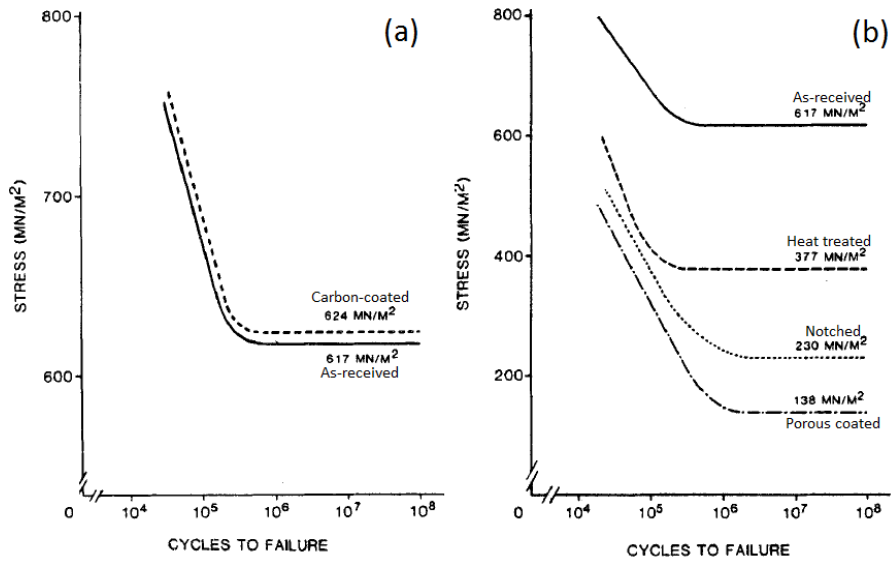 (a)
800
700
600
0
STRESS (MN/M²)
Carbon-coated
624 MN/M²
617 MN/M²
As-received
10⁴ 10⁵ 10⁶ 10⁷ 10⁸
CYCLES TO FAILURE
(b)
800
600
400
200
0
STRESS (MN/M²)
As-received
617 MN/M²
Heat treated
377 MN/M²
Notched
230 MN/M²
138 MN/M²
Porous coated
10⁴ 10⁵ 10⁶ 10⁷ 10⁸
CYCLES TO FAILURE